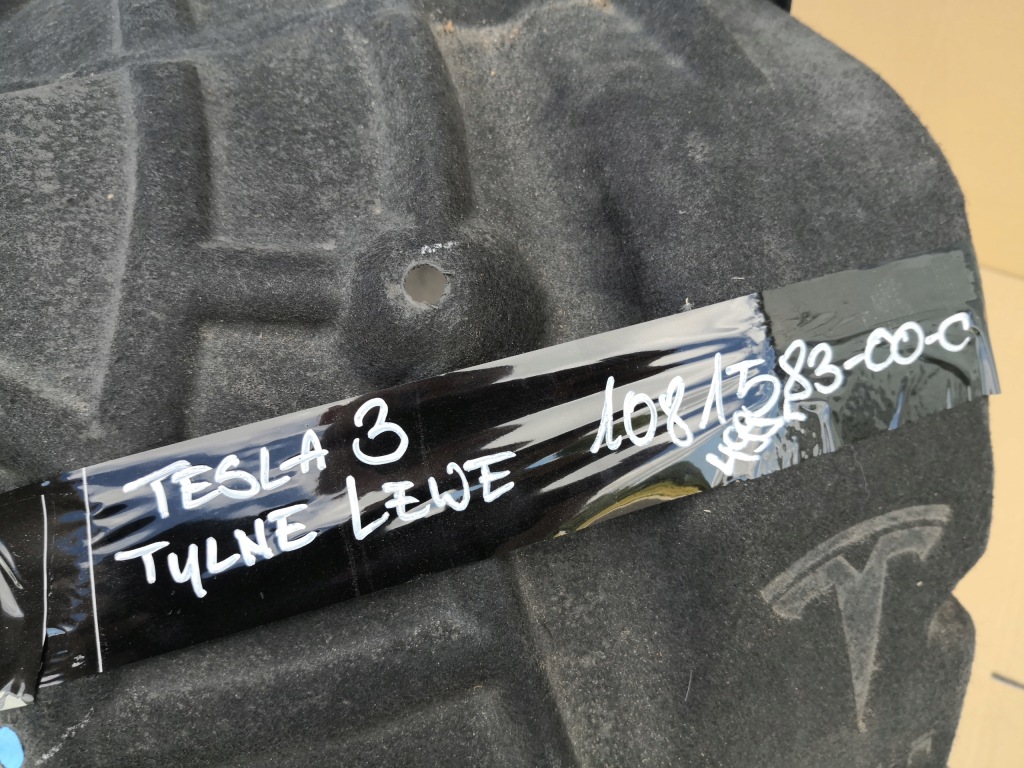 TESLA 3
TYLNE LEWE
1081583-00-C